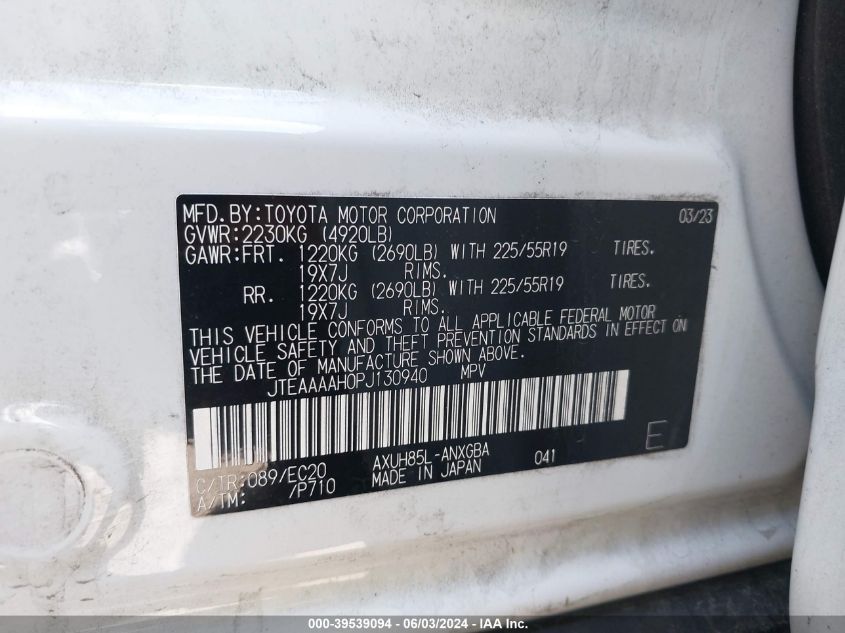 MFD.BY:TOYOTA MOTOR CORPORATION 03/23
GVWR:2230KG (4920LB)
GAWR:FRT. 1220KG (2690LB) WITH 225/55R19 TIRES.
19X7J RIMS.
RR. 1220KG (2690LB) WITH 225/55R19 TIRES.
19X7J RIMS.
THIS VEHICLE CONFORMS TO ALL APPLICABLE FEDERAL MOTOR
VEHICLE SAFETY AND THEFT PREVENTION STANDARDS IN EFFECT ON
THE DATE OF MANUFACTURE SHOWN ABOVE.
JTEAAAAH0PJ130940 MPV
C/TR:089/EC20 AXUH85L-ANXGBA 041 E
A/TM: /P710 MADE IN JAPAN
000-39539094 / 06/03/2024 - IAA Inc.